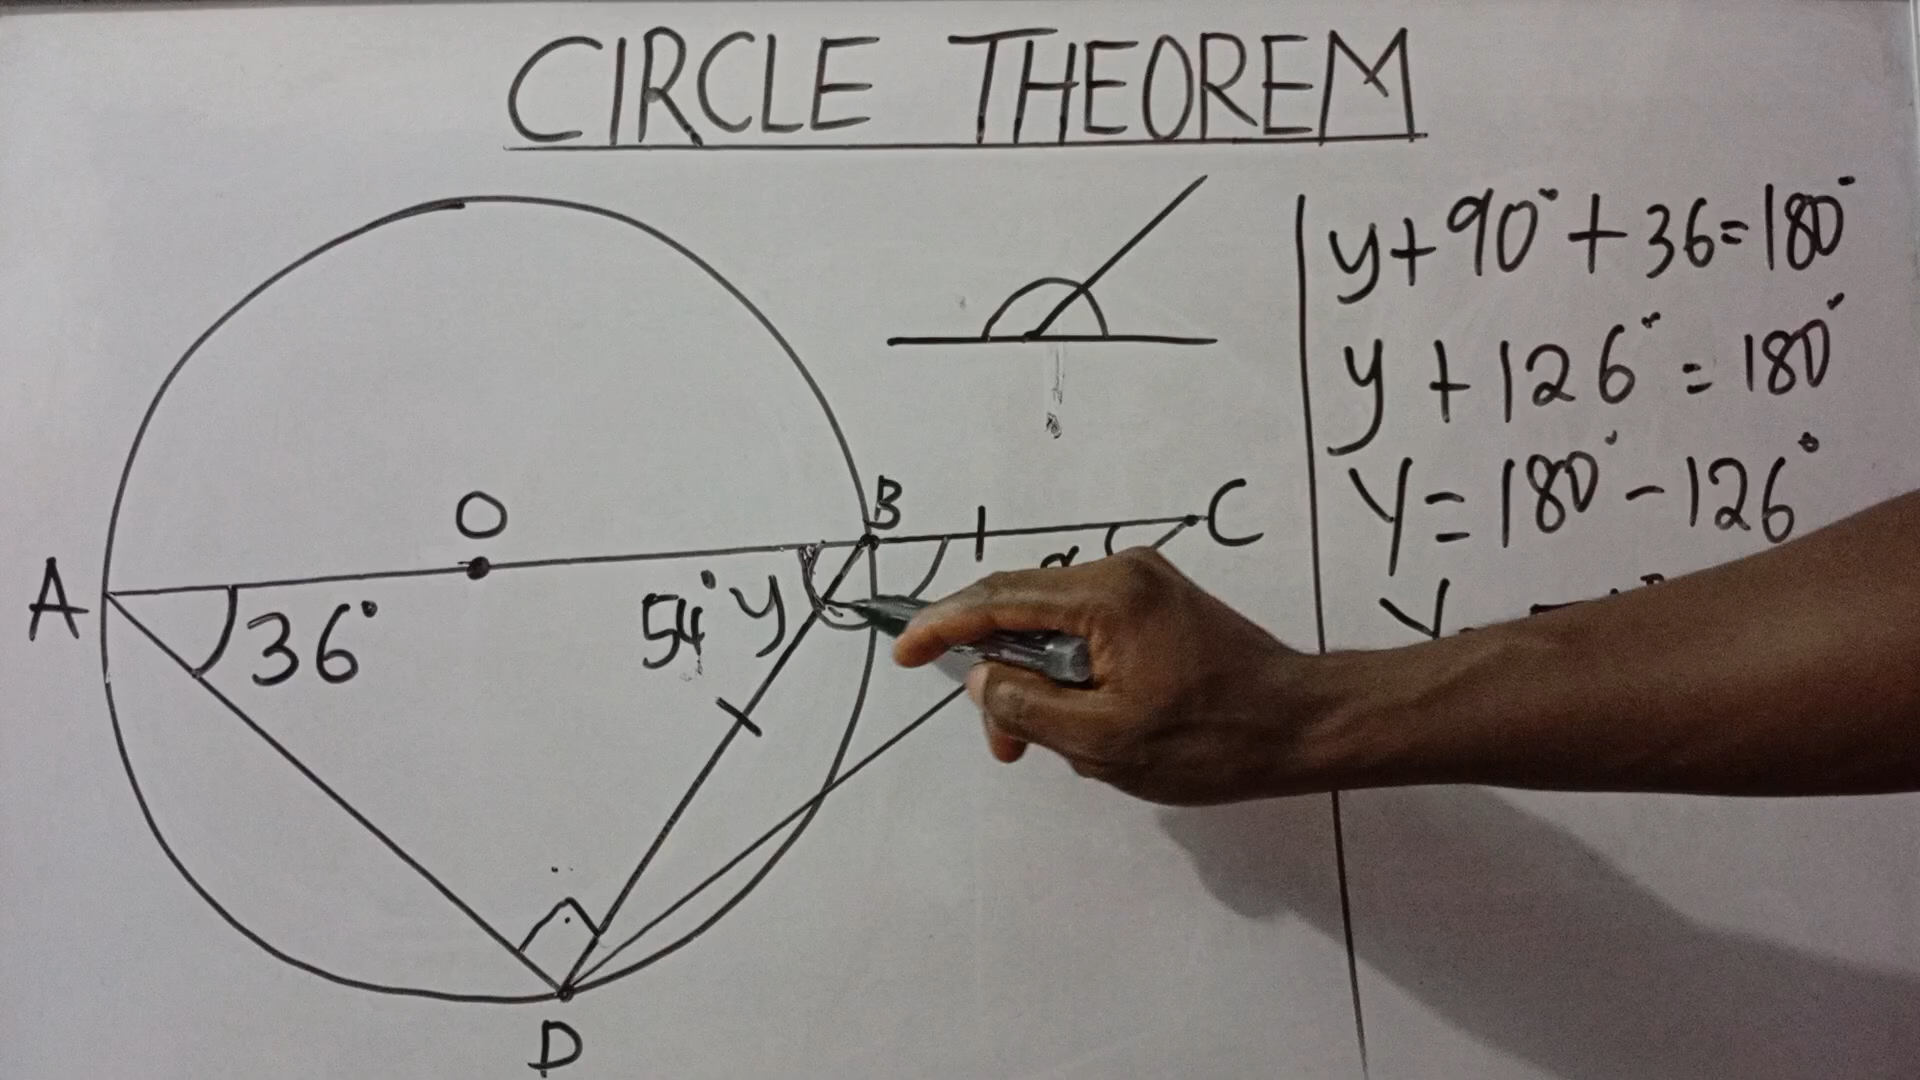 CIRCLE THEOREM
O
B
C
A
36°
54° y
D
y + 90° + 36 = 180°
y + 126° = 180°
y = 180° - 126°